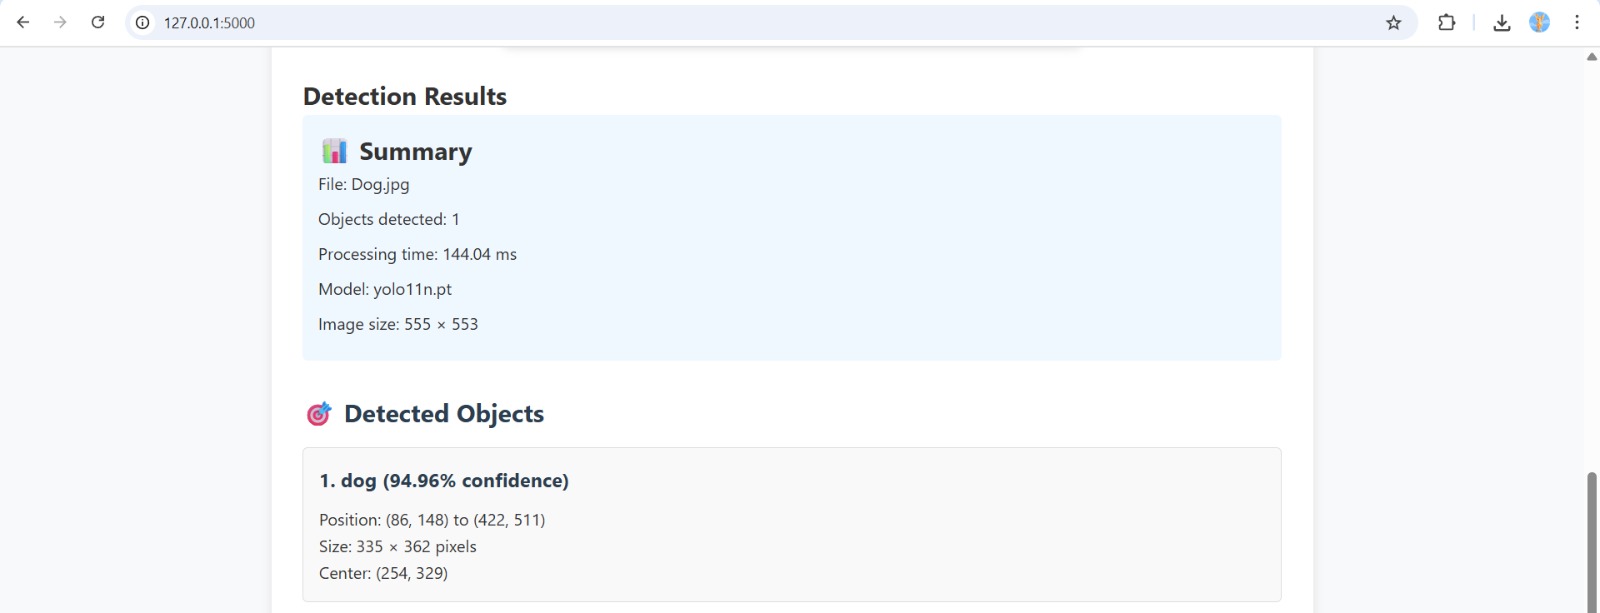 127.0.0.1:5000
Detection Results
📊 Summary
File: Dog.jpg
Objects detected: 1
Processing time: 144.04 ms
Model: yolo11n.pt
Image size: 555 × 553
🎯 Detected Objects
1. dog (94.96% confidence)
Position: (86, 148) to (422, 511)
Size: 335 × 362 pixels
Center: (254, 329)